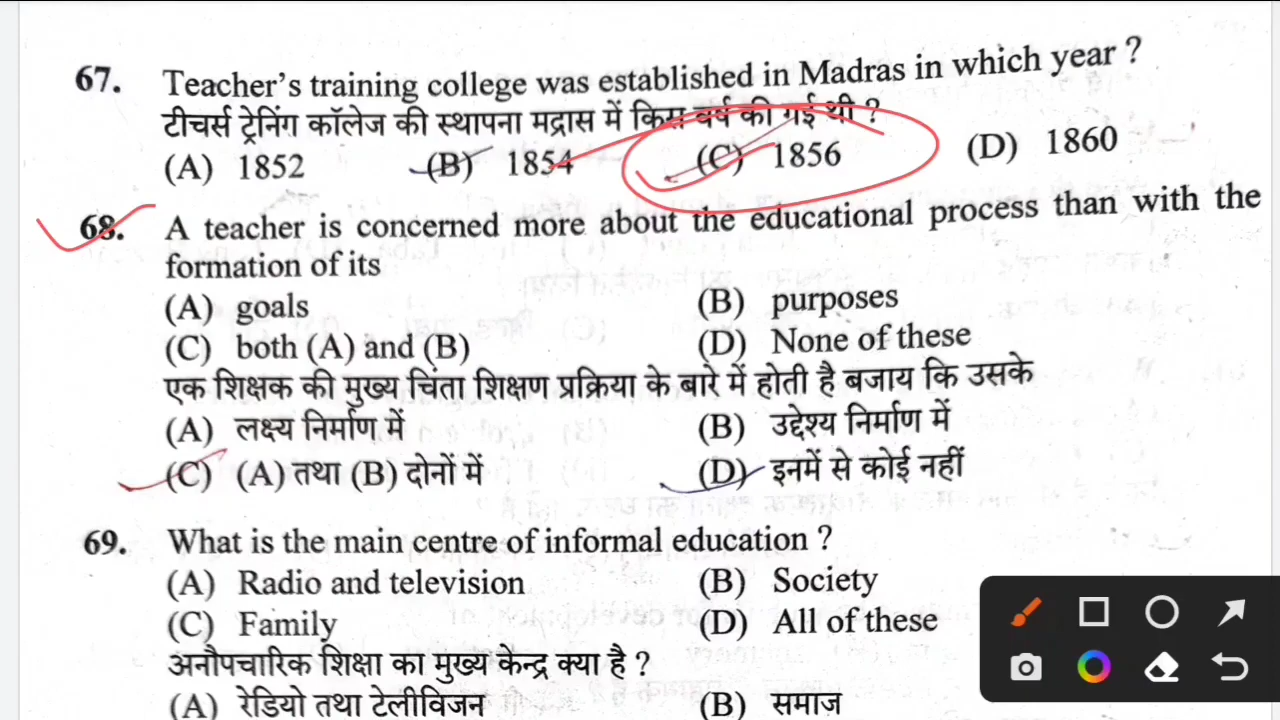 67. Teacher's training college was established in Madras in which year ?
टीचर्स ट्रेनिंग कॉलेज की स्थापना मद्रास में किस वर्ष की गई थी ?
(A) 1852 (B) 1854 (C) 1856 (D) 1860
68. A teacher is concerned more about the educational process than with the
formation of its
(A) goals (B) purposes
(C) both (A) and (B) (D) None of these
एक शिक्षक की मुख्य चिंता शिक्षण प्रक्रिया के बारे में होती है बजाय कि उसके
(A) लक्ष्य निर्माण में (B) उद्देश्य निर्माण में
(C) (A) तथा (B) दोनों में (D) इनमें से कोई नहीं
69. What is the main centre of informal education ?
(A) Radio and television (B) Society
(C) Family (D) All of these
अनौपचारिक शिक्षा का मुख्य केन्द्र क्या है ?
(A) रेडियो तथा टेलीविजन (B) समाज